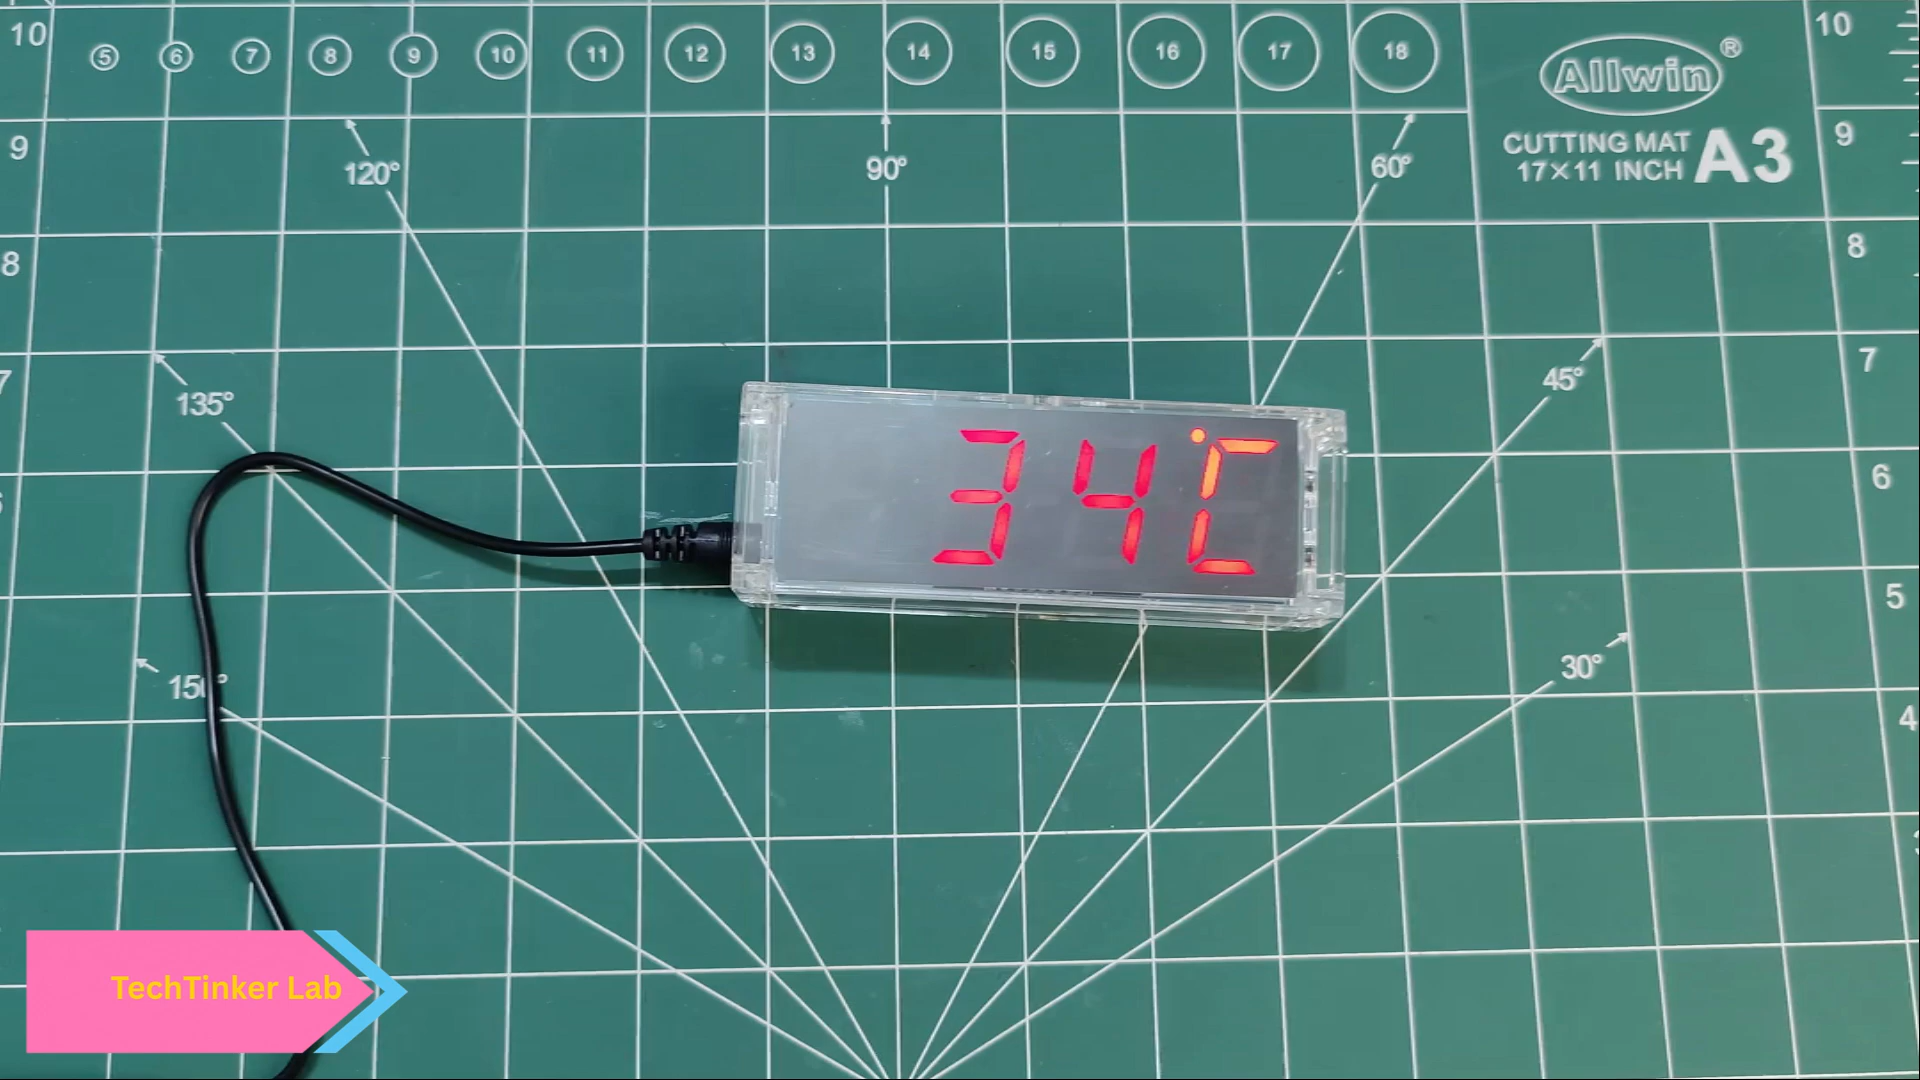 10
5 6 7 8 9 10 11 12 13 14 15 16 17 18
Allwin ®
CUTTING MAT
17×11 INCH
A3
10
9
9
120°
90°
60°
8
8
7
7
135°
45°
34°C
6
5
30°
4
TechTinker Lab